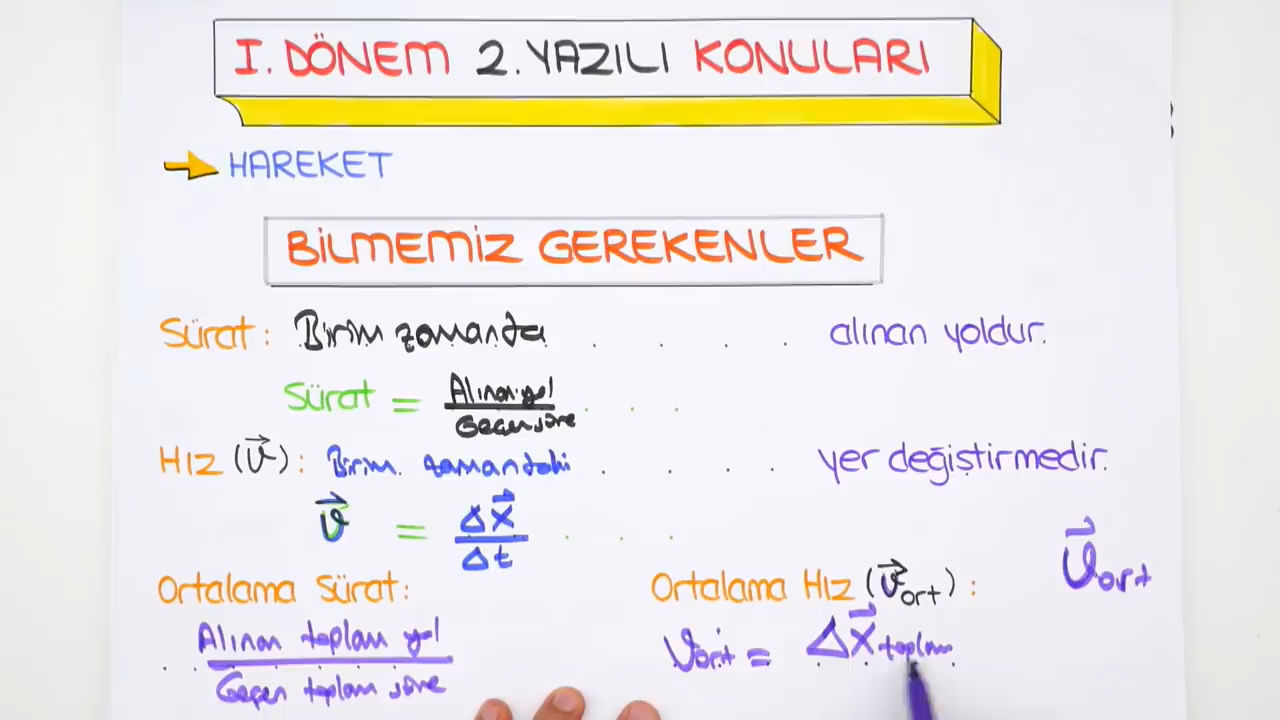 I. DÖNEM 2. YAZILI KONULARI
HAREKET
BİLMEMİZ GEREKENLER
Sürat: Birim zamanda . . . . alınan yoldur.
Sürat = Alınan yol / Geçen süre . . .
Hız (v⃗): Birim zamandaki . . . . yer değiştirmedir.
v⃗ = Δx⃗ / Δt . . .
v⃗ort
Ortalama Sürat:
Alınan toplam yol / Geçen toplam süre
Ortalama Hız (v⃗ort):
Vort = Δx⃗ toplam